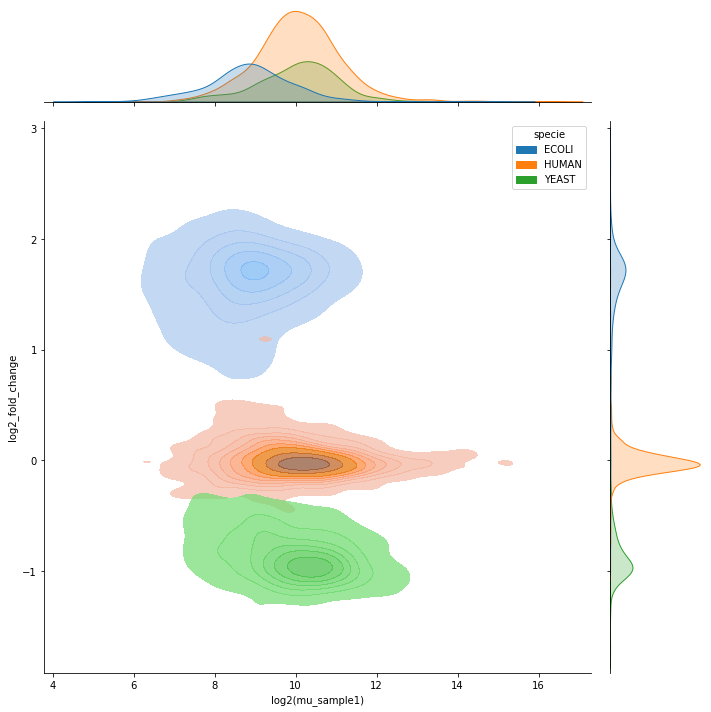 specie
ECOLI
HUMAN
YEAST
3
2
1
0
−1
log2_fold_change
4 6 8 10 12 14 16
log2(mu_sample1)